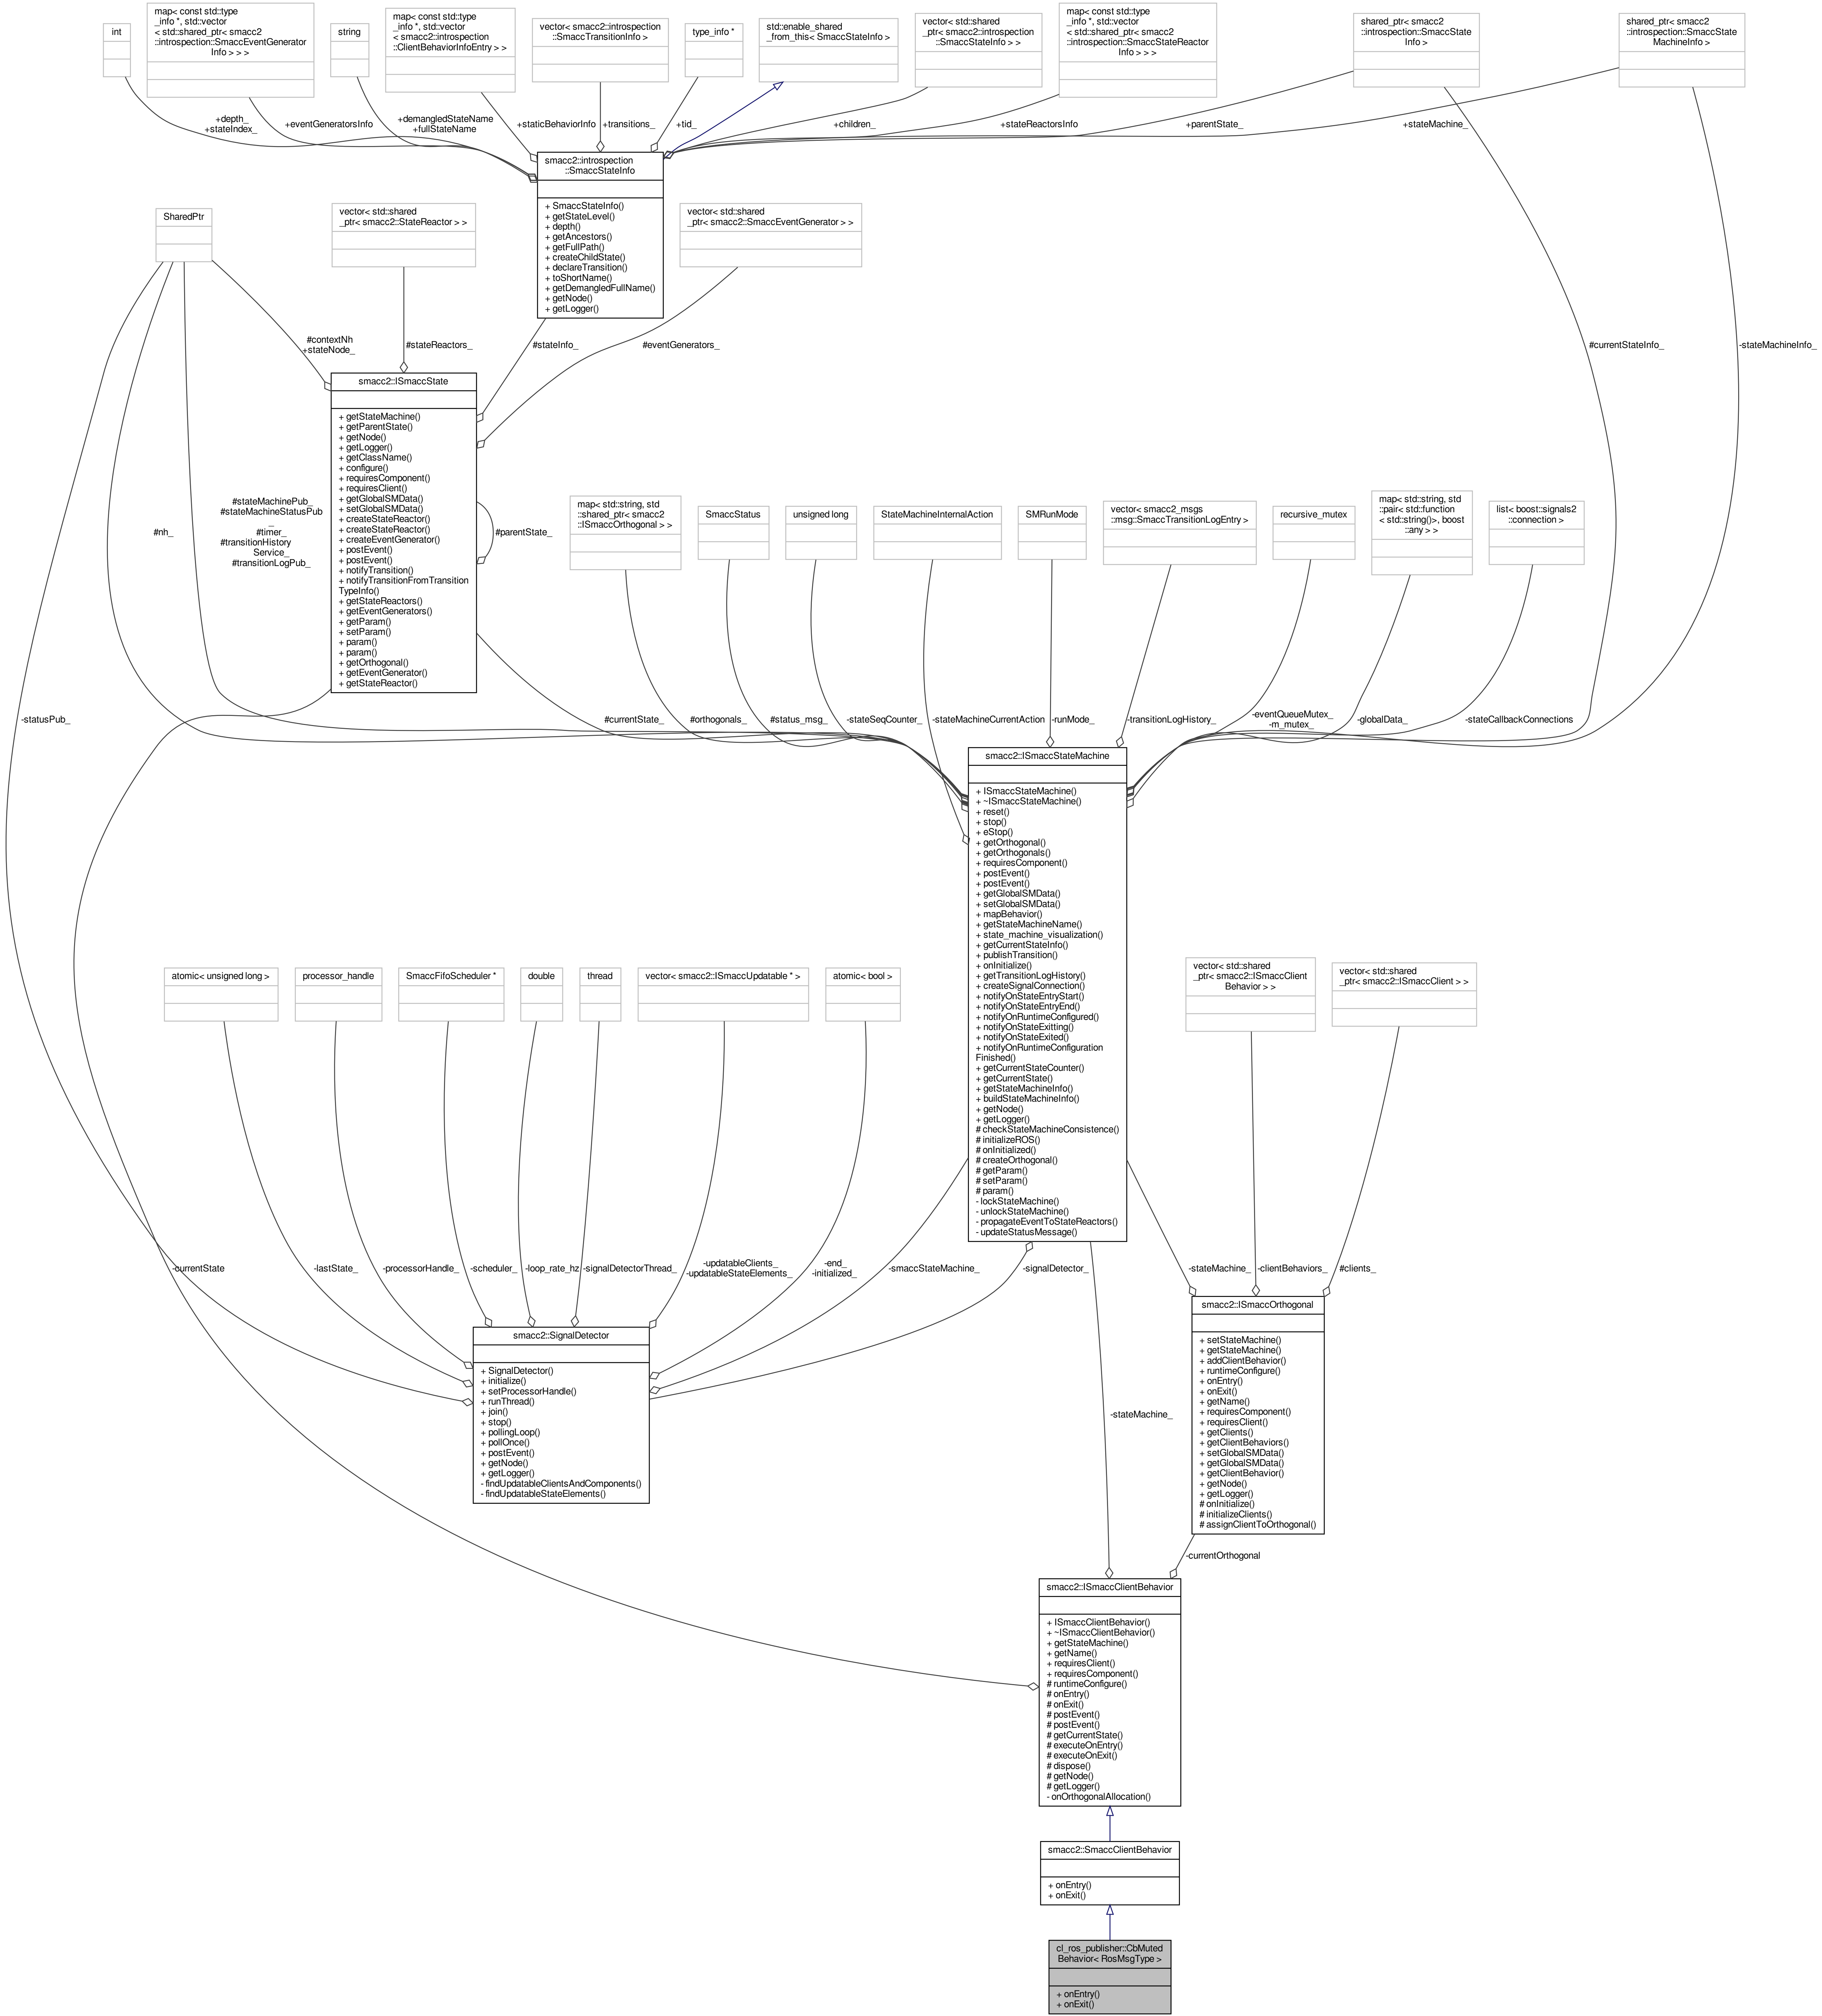 int
map< const std::type
_info *, std::vector
< std::shared_ptr< smacc2
::introspection::SmaccEventGenerator
Info > > >
string
map< const std::type
_info *, std::vector
< smacc2::introspection
::ClientBehaviorInfoEntry > >
vector< smacc2::introspection
::SmaccTransitionInfo >
type_info *
std::enable_shared
_from_this< SmaccStateInfo >
vector< std::shared
_ptr< smacc2::introspection
::SmaccStateInfo > >
map< const std::type
_info *, std::vector
< std::shared_ptr< smacc2
::introspection::SmaccStateReactor
Info > > >
shared_ptr< smacc2
::introspection::SmaccState
Info >
shared_ptr< smacc2
::introspection::SmaccState
MachineInfo >
+depth_
+stateIndex_
+eventGeneratorsInfo
+demangledStateName
+fullStateName
+staticBehaviorInfo
+transitions_
+tid_
+children_
+stateReactorsInfo
+parentState_
+stateMachine_
smacc2::introspection
::SmaccStateInfo
+ SmaccStateInfo()
+ getStateLevel()
+ depth()
+ getAncestors()
+ getFullPath()
+ createChildState()
+ declareTransition()
+ toShortName()
+ getDemangledFullName()
+ getNode()
+ getLogger()
SharedPtr
vector< std::shared
_ptr< smacc2::StateReactor > >
vector< std::shared
_ptr< smacc2::SmaccEventGenerator > >
#contextNh
+stateNode_
#stateReactors_
#stateInfo_
#eventGenerators_
#currentStateInfo_
-stateMachineInfo_
smacc2::ISmaccState
+ getStateMachine()
+ getParentState()
+ getNode()
+ getLogger()
+ getClassName()
+ configure()
+ requiresComponent()
+ requiresClient()
+ getGlobalSMData()
+ setGlobalSMData()
+ createStateReactor()
+ createStateReactor()
+ createEventGenerator()
+ postEvent()
+ postEvent()
+ notifyTransition()
+ notifyTransitionFromTransition
TypeInfo()
+ getStateReactors()
+ getEventGenerators()
+ getParam()
+ setParam()
+ param()
+ param()
+ getOrthogonal()
+ getEventGenerator()
+ getStateReactor()
#parentState_
#nh_
#stateMachinePub_
#stateMachineStatusPub
_
#timer_
#transitionHistory
Service_
#transitionLogPub_
map< std::string, std
::shared_ptr< smacc2
::ISmaccOrthogonal > >
SmaccStatus
unsigned long
StateMachineInternalAction
SMRunMode
vector< smacc2_msgs
::msg::SmaccTransitionLogEntry >
recursive_mutex
map< std::string, std
::pair< std::function
< std::string()>, boost
::any > >
list< boost::signals2
::connection >
-statusPub_
#currentState_
#orthogonals_
#status_msg_
-stateSeqCounter_
-stateMachineCurrentAction
-runMode_
-transitionLogHistory_
-eventQueueMutex_
-m_mutex_
-globalData_
-stateCallbackConnections
smacc2::ISmaccStateMachine
+ ISmaccStateMachine()
+ ~ISmaccStateMachine()
+ reset()
+ stop()
+ eStop()
+ getOrthogonal()
+ getOrthogonals()
+ requiresComponent()
+ postEvent()
+ postEvent()
+ getGlobalSMData()
+ setGlobalSMData()
+ mapBehavior()
+ getStateMachineName()
+ state_machine_visualization()
+ getCurrentStateInfo()
+ publishTransition()
+ onInitialize()
+ getTransitionLogHistory()
+ createSignalConnection()
+ notifyOnStateEntryStart()
+ notifyOnStateEntryEnd()
+ notifyOnRuntimeConfigured()
+ notifyOnStateExitting()
+ notifyOnStateExited()
+ notifyOnRuntimeConfiguration
Finished()
+ getCurrentStateCounter()
+ getCurrentState()
+ getStateMachineInfo()
+ buildStateMachineInfo()
+ getNode()
+ getLogger()
# checkStateMachineConsistence()
# initializeROS()
# onInitialized()
# createOrthogonal()
# getParam()
# setParam()
# param()
- lockStateMachine()
- unlockStateMachine()
- propagateEventToStateReactors()
- updateStatusMessage()
atomic< unsigned long >
processor_handle
SmaccFifoScheduler *
double
thread
vector< smacc2::ISmaccUpdatable * >
atomic< bool >
vector< std::shared
_ptr< smacc2::ISmaccClient
Behavior > >
vector< std::shared
_ptr< smacc2::ISmaccClient > >
-currentState
-lastState_
-processorHandle_
-scheduler_
-loop_rate_hz
-signalDetectorThread_
-updatableClients_
-updatableStateElements_
-end_
-initialized_
-smaccStateMachine_
-signalDetector_
-stateMachine_
-clientBehaviors_
#clients_
smacc2::SignalDetector
+ SignalDetector()
+ initialize()
+ setProcessorHandle()
+ runThread()
+ join()
+ stop()
+ pollingLoop()
+ pollOnce()
+ postEvent()
+ getNode()
+ getLogger()
- findUpdatableClientsAndComponents()
- findUpdatableStateElements()
smacc2::ISmaccOrthogonal
+ setStateMachine()
+ getStateMachine()
+ addClientBehavior()
+ runtimeConfigure()
+ onEntry()
+ onExit()
+ getName()
+ requiresComponent()
+ requiresClient()
+ getClients()
+ getClientBehaviors()
+ setGlobalSMData()
+ getGlobalSMData()
+ getClientBehavior()
+ getNode()
+ getLogger()
# onInitialize()
# initializeClients()
# assignClientToOrthogonal()
-stateMachine_
-currentOrthogonal
smacc2::ISmaccClientBehavior
+ ISmaccClientBehavior()
+ ~ISmaccClientBehavior()
+ getStateMachine()
+ getName()
+ requiresClient()
+ requiresComponent()
# runtimeConfigure()
# onEntry()
# onExit()
# postEvent()
# postEvent()
# getCurrentState()
# executeOnEntry()
# executeOnExit()
# dispose()
# getNode()
# getLogger()
- onOrthogonalAllocation()
smacc2::SmaccClientBehavior
+ onEntry()
+ onExit()
cl_ros_publisher::CbMuted
Behavior< RosMsgType >
+ onEntry()
+ onExit()